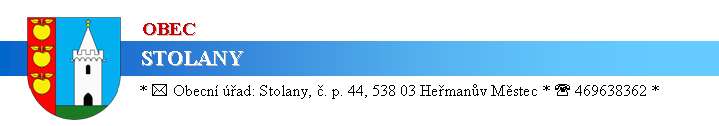 OBEC
STOLANY
* ✉ Obecní úřad: Stolany, č. p. 44, 538 03 Heřmanův Městec * ☎ 469638362 *